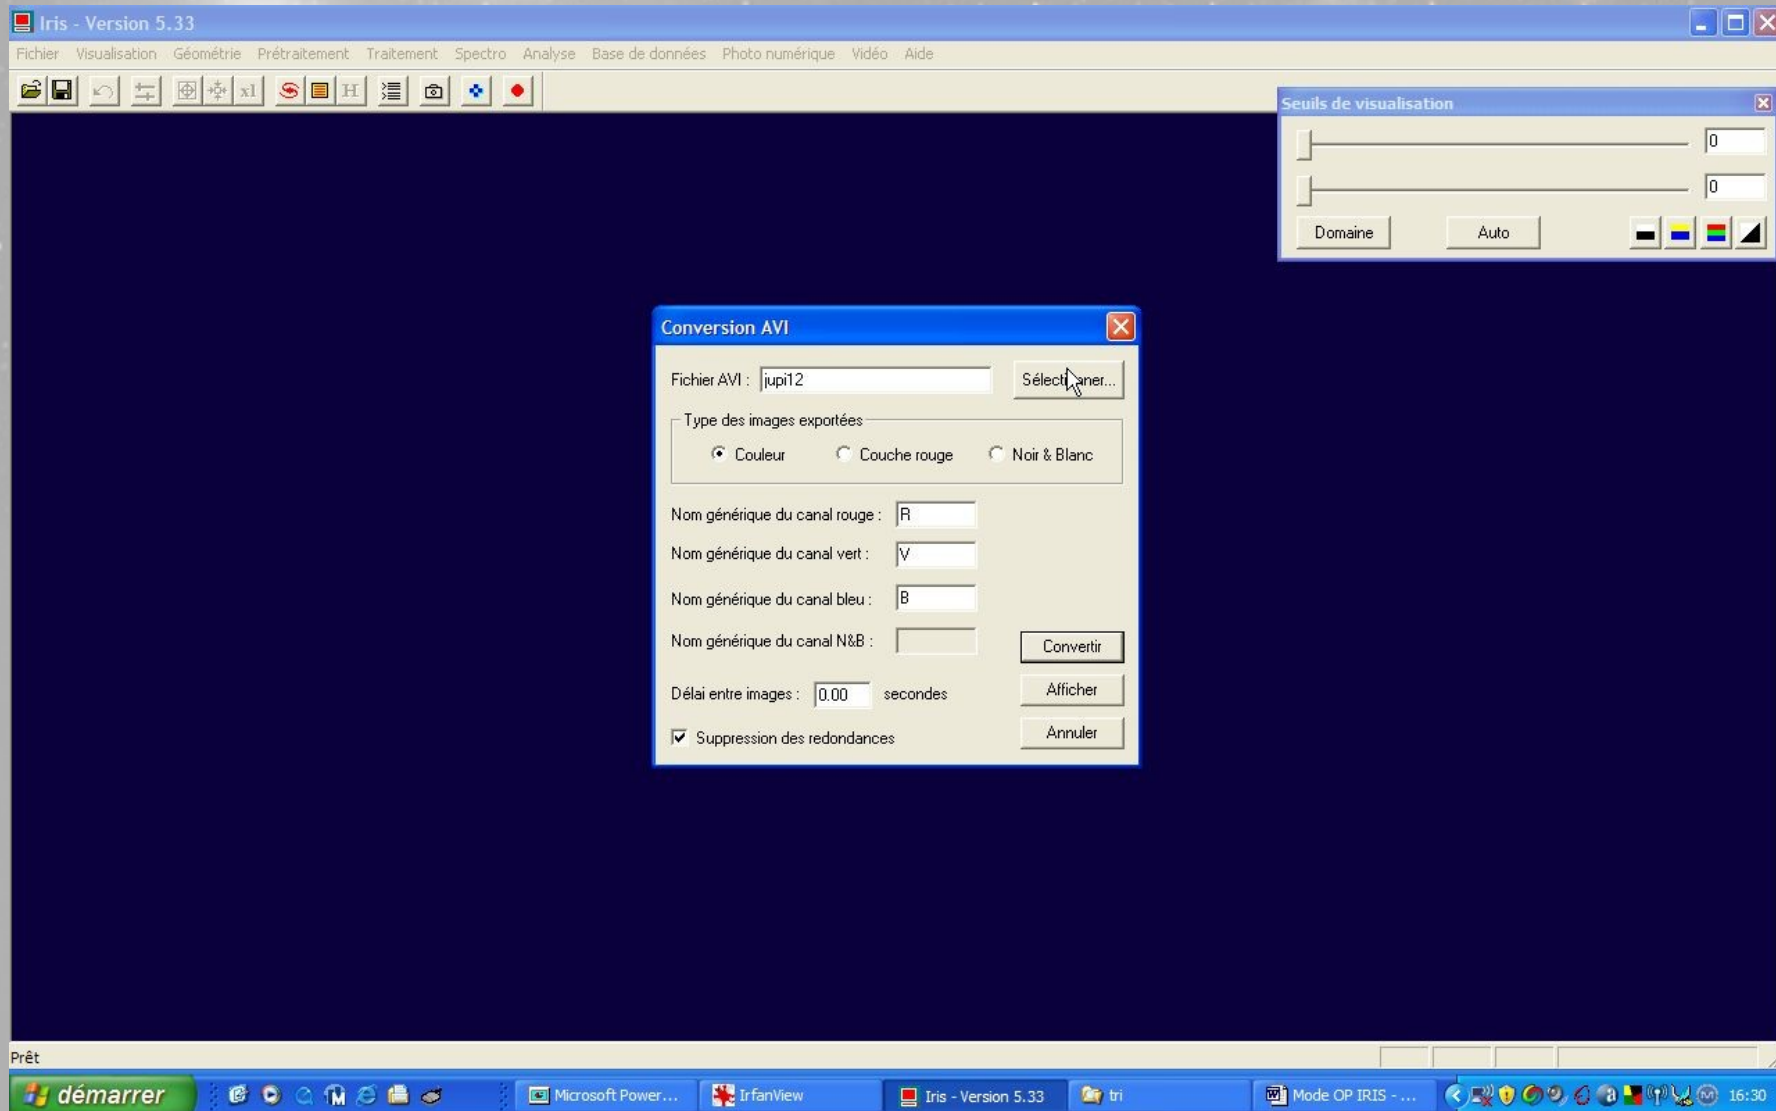 Iris - Version 5.33
Fichier Visualisation Géométrie Prétraitement Traitement Spectro Analyse Base de données Photo numérique Vidéo Aide
x1 H
Seuils de visualisation
0
0
Domaine Auto
Conversion AVI
Fichier AVI : jupi12 Sélectionner...
Type des images exportées
Couleur Couche rouge Noir & Blanc
Nom générique du canal rouge : R
Nom générique du canal vert : V
Nom générique du canal bleu : B
Nom générique du canal N&B :
Convertir
Délai entre images : 0.00 secondes Afficher
Suppression des redondances Annuler
Prêt
démarrer Microsoft Power... IrfanView Iris - Version 5.33 tri Mode OP IRIS - ... 16:30